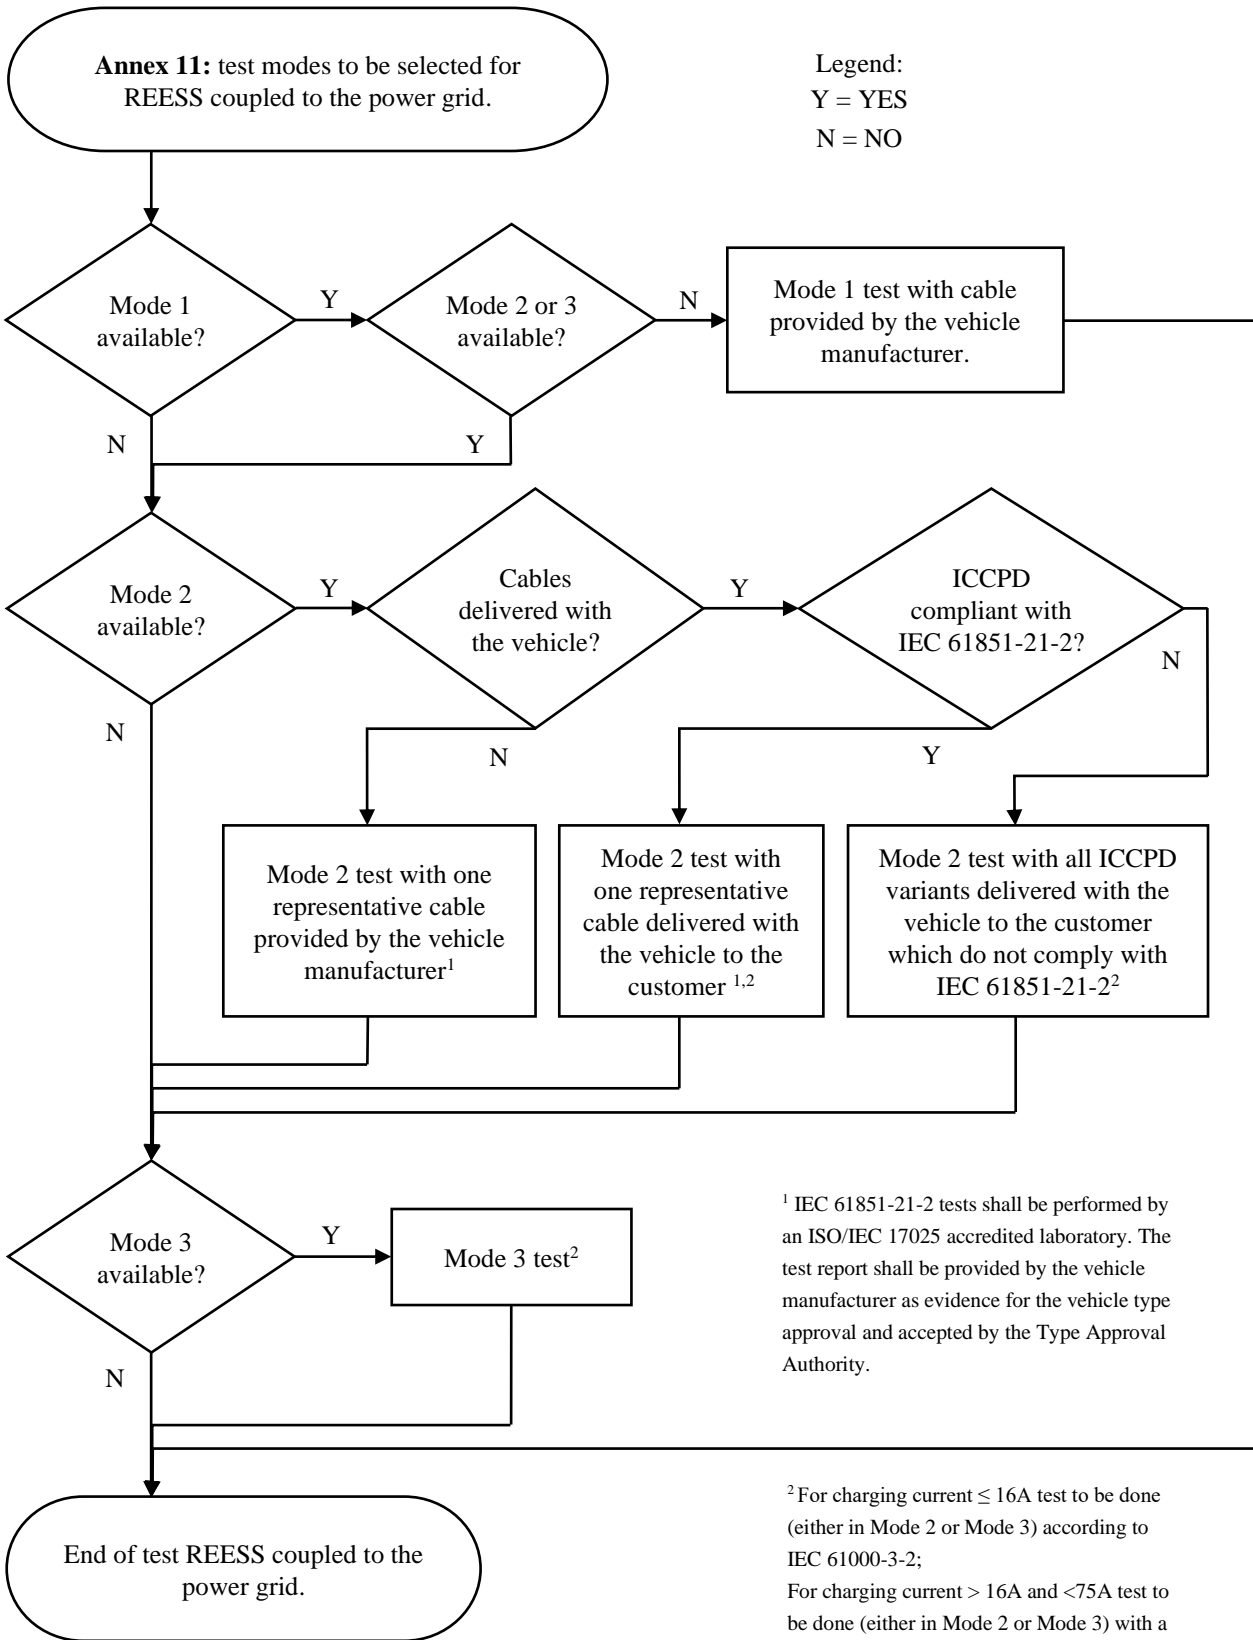 Annex 11: test modes to be selected for
REESS coupled to the power grid.
Legend:
Y = YES
N = NO
Mode 1
available?
Y
Mode 2 or 3
available?
N
Mode 1 test with cable
provided by the vehicle
manufacturer.
N
Y
Mode 2
available?
Y
Cables
delivered with
the vehicle?
Y
ICCPD
compliant with
IEC 61851-21-2?
N
N
N
Y
Mode 2 test with one
representative cable
provided by the vehicle
manufacturer¹
Mode 2 test with
one representative
cable delivered with
the vehicle to the
customer ¹,²
Mode 2 test with all ICCPD
variants delivered with the
vehicle to the customer
which do not comply with
IEC 61851-21-2²
Mode 3
available?
Y
Mode 3 test²
N
¹ IEC 61851-21-2 tests shall be performed by
an ISO/IEC 17025 accredited laboratory. The
test report shall be provided by the vehicle
manufacturer as evidence for the vehicle type
approval and accepted by the Type Approval
Authority.
End of test REESS coupled to the
power grid.
² For charging current ≤ 16A test to be done
(either in Mode 2 or Mode 3) according to
IEC 61000-3-2;
For charging current > 16A and <75A test to
be done (either in Mode 2 or Mode 3) with a